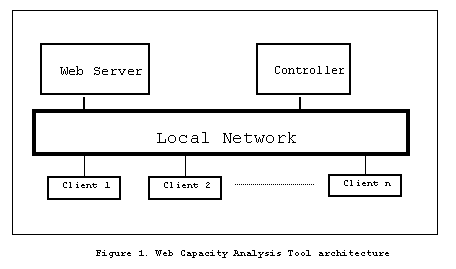 Web Server
Controller
Local Network
Client 1
Client 2
Client n
Figure 1. Web Capacity Analysis Tool architecture